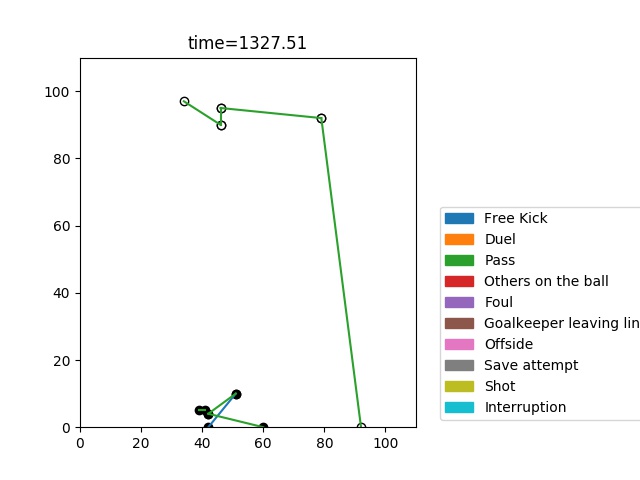 time=1327.51
100
80
60
40
20
0
0 20 40 60 80 100
Free Kick
Duel
Pass
Others on the ball
Foul
Goalkeeper leaving lin
Offside
Save attempt
Shot
Interruption